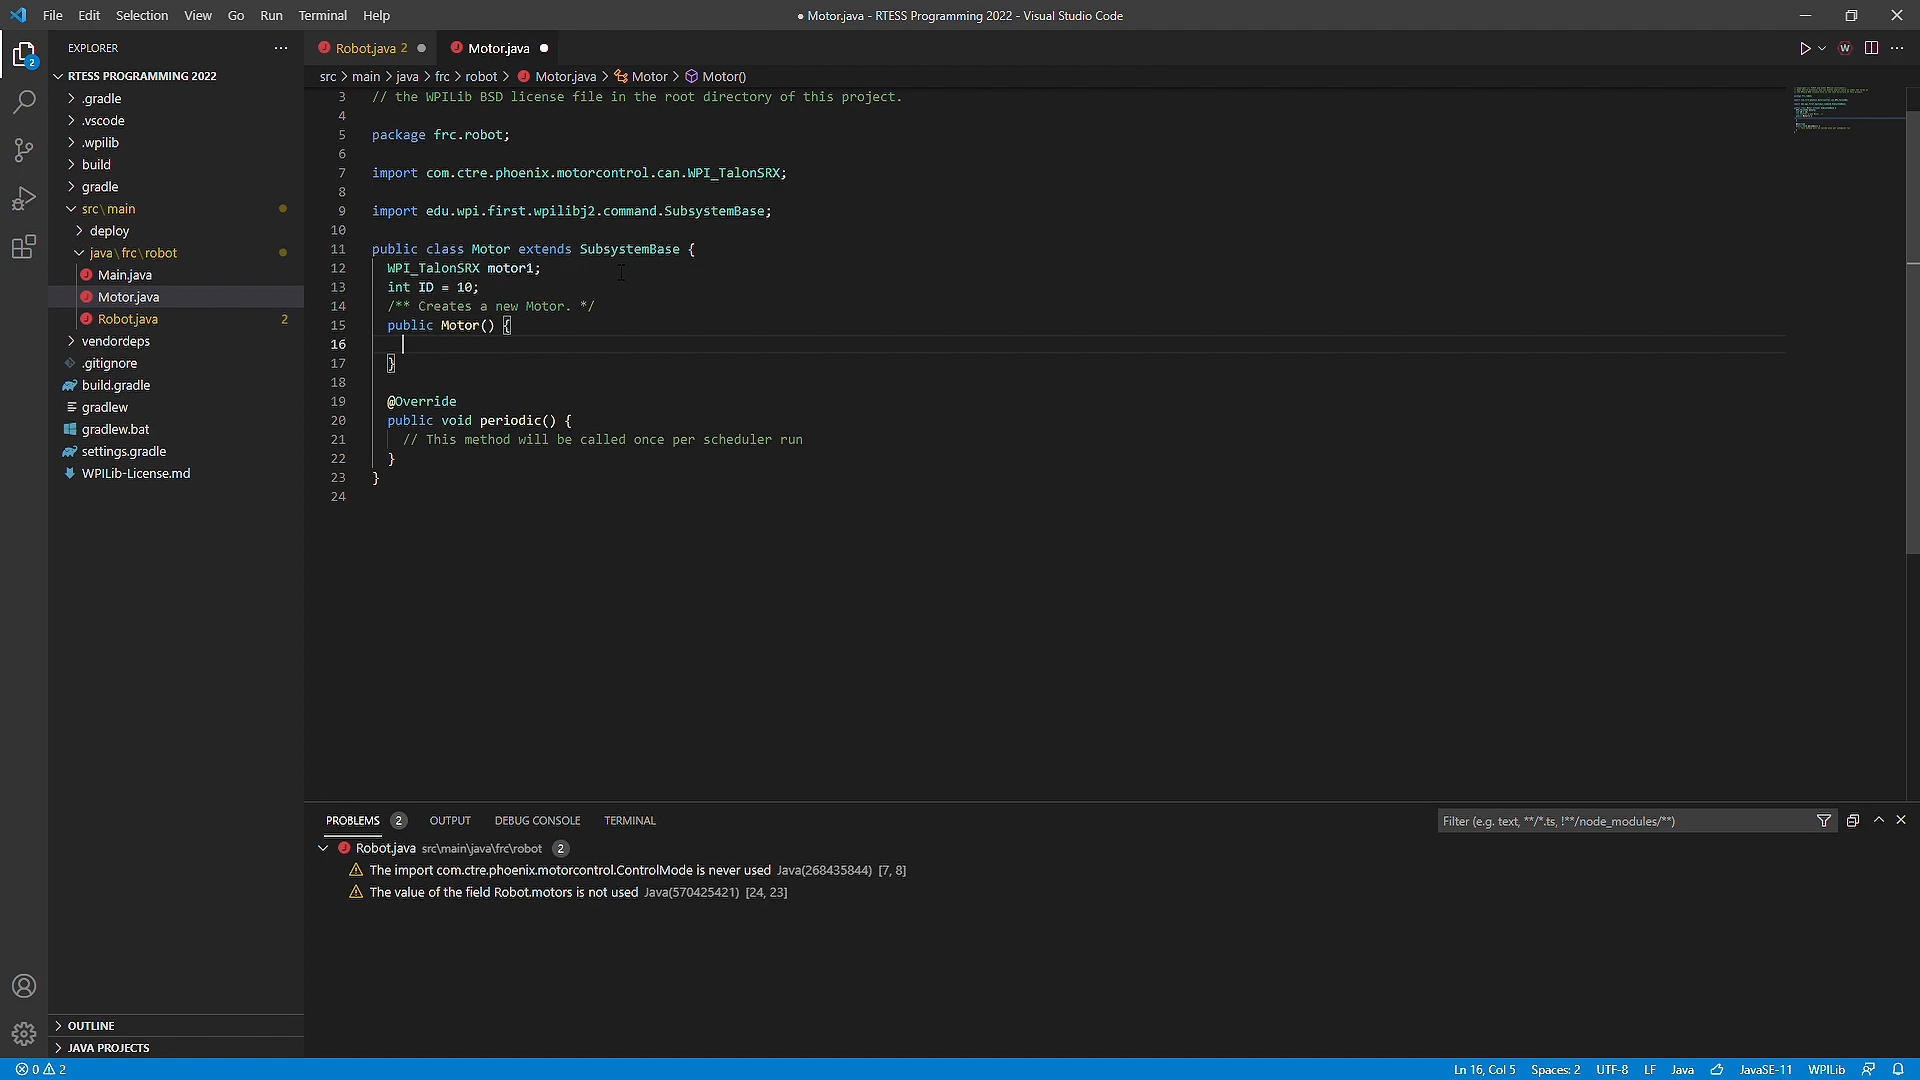 File Edit Selection View Go Run Terminal Help
● Motor.java - RTESS Programming 2022 - Visual Studio Code
EXPLORER
Robot.java 2
Motor.java
RTESS PROGRAMMING 2022
src > main > java > frc > robot > Motor.java > Motor > Motor()
.gradle
.vscode
.wpilib
build
gradle
src\main
deploy
java\frc\robot
Main.java
Motor.java
Robot.java 2
vendordeps
.gitignore
build.gradle
gradlew
gradlew.bat
settings.gradle
WPILib-License.md
OUTLINE
JAVA PROJECTS
2
3 // the WPILib BSD license file in the root directory of this project.
4
5 package frc.robot;
6
7 import com.ctre.phoenix.motorcontrol.can.WPI_TalonSRX;
8
9 import edu.wpi.first.wpilibj2.command.SubsystemBase;
10
11 public class Motor extends SubsystemBase {
12 WPI_TalonSRX motor1;
13 int ID = 10;
14 /** Creates a new Motor. */
15 public Motor() {
16
17 }
18
19 @Override
20 public void periodic() {
21 // This method will be called once per scheduler run
22 }
23 }
24
PROBLEMS 2 OUTPUT DEBUG CONSOLE TERMINAL
Filter (e.g. text, **/*.ts, !**/node_modules/**)
Robot.java src\main\java\frc\robot 2
The import com.ctre.phoenix.motorcontrol.ControlMode is never used Java(268435844) [7, 8]
The value of the field Robot.motors is not used Java(570425421) [24, 23]
0 2
Ln 16, Col 5 Spaces: 2 UTF-8 LF Java JavaSE-11 WPILib